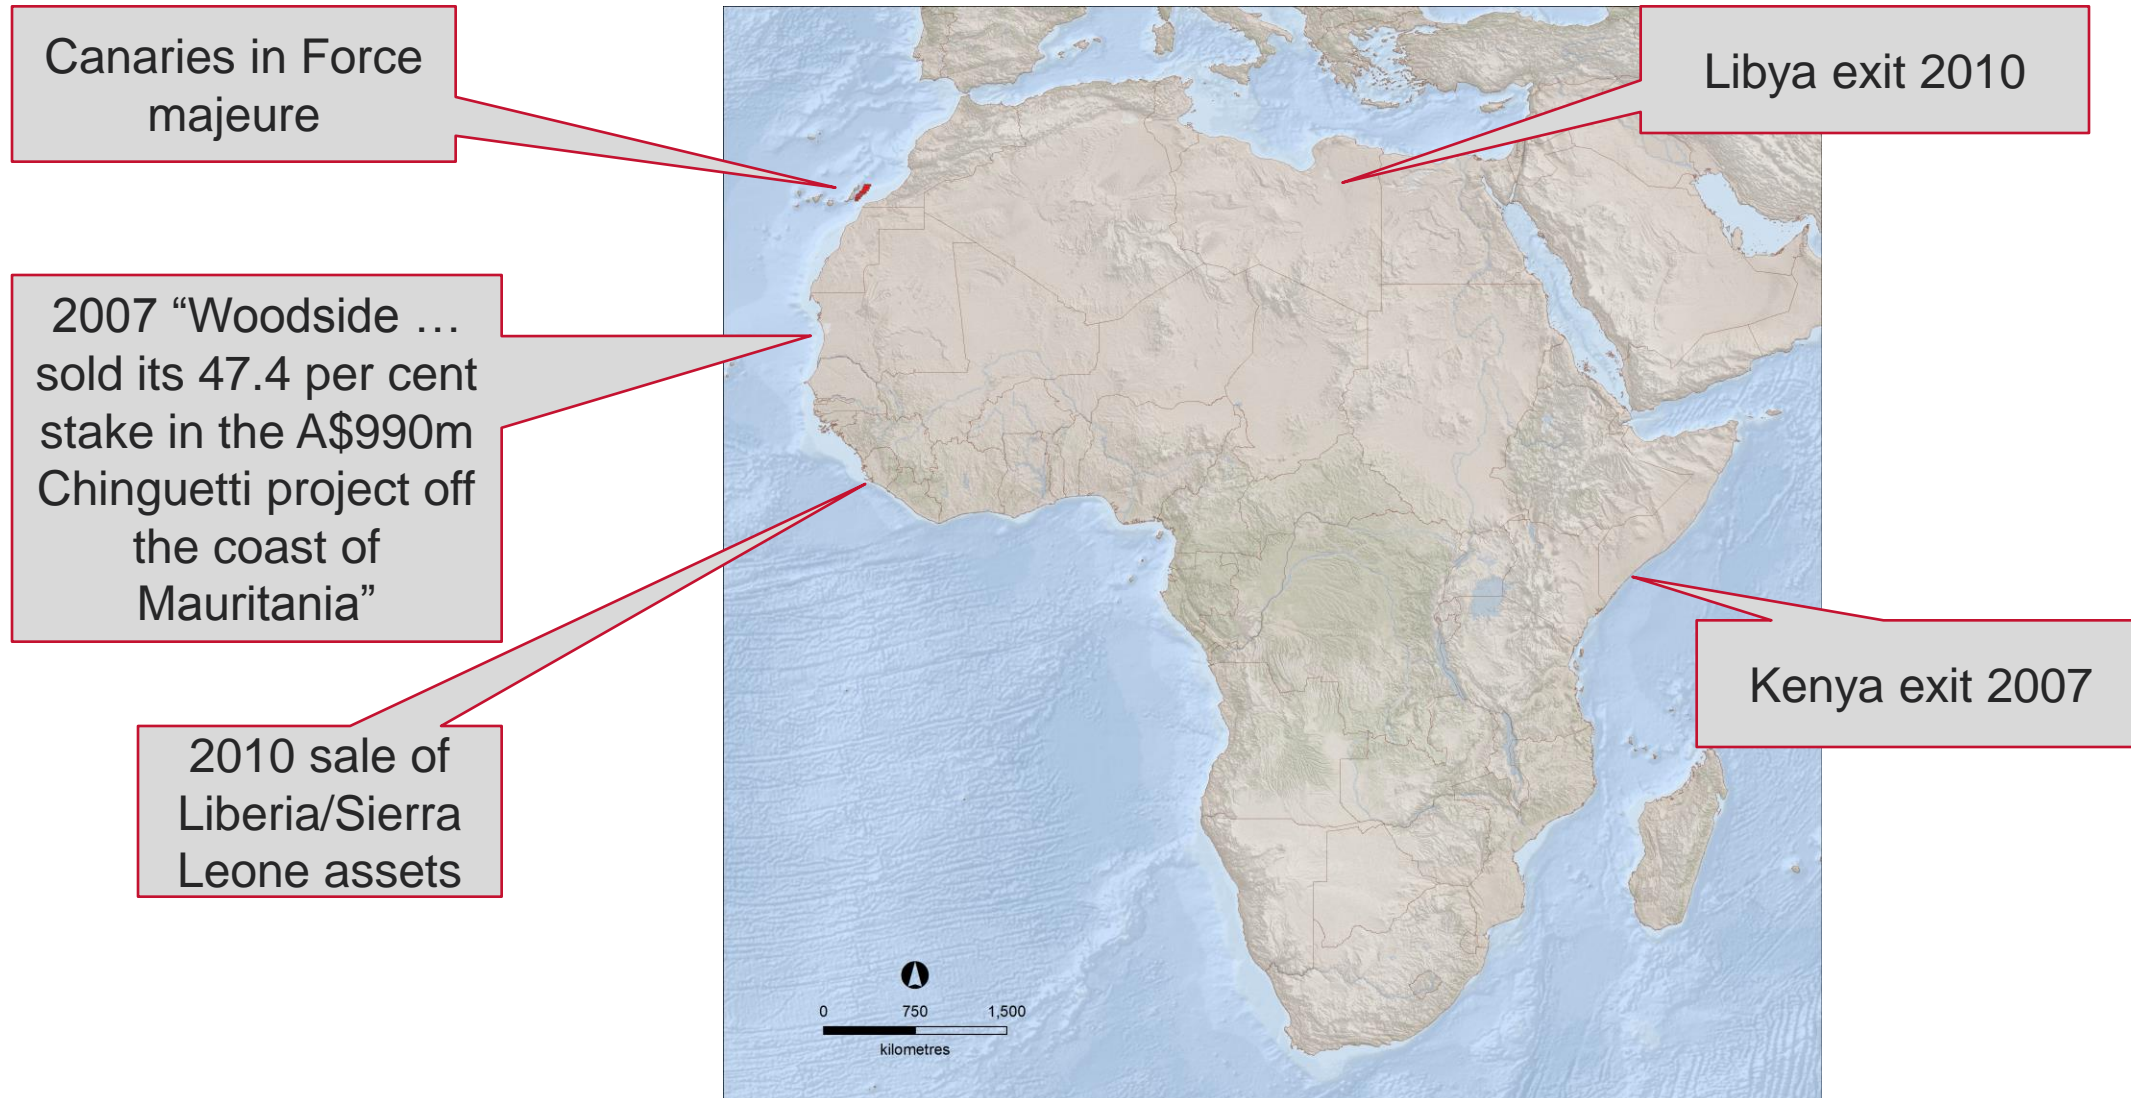 Canaries in Force
majeure
Libya exit 2010
2007 “Woodside …
sold its 47.4 per cent
stake in the A$990m
Chinguetti project off
the coast of
Mauritania”
Kenya exit 2007
2010 sale of
Liberia/Sierra
Leone assets
0 750 1,500
kilometres